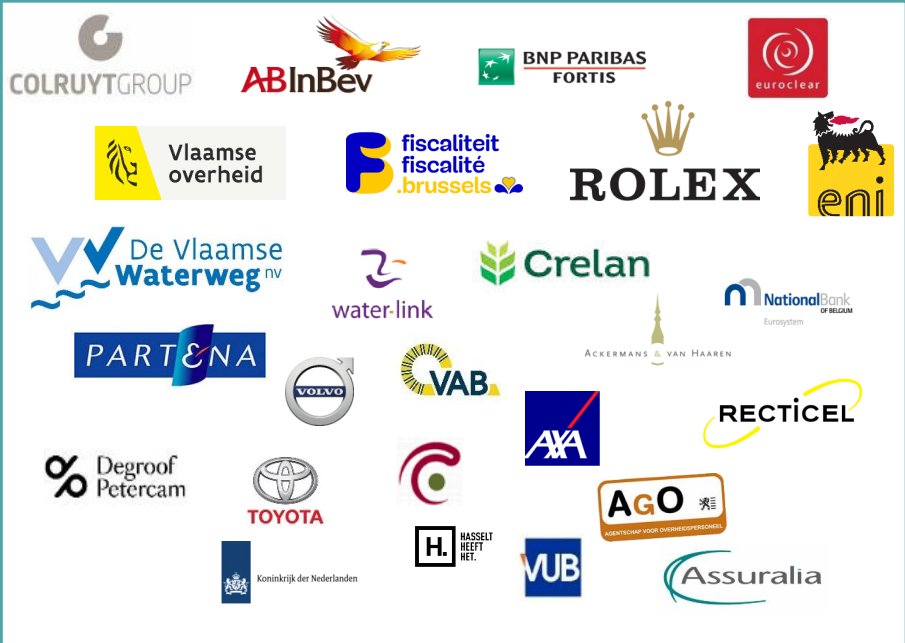 COLRUYTGROUP
ABInBev
BNP PARIBAS
FORTIS
euroclear
Vlaamse
overheid
fiscaliteit
fiscalité
.brussels
ROLEX
eni
De Vlaamse
Waterweg nv
water-link
Crelan
NationalBank
OF BELGIUM
Eurosystem
PARTENA
ACKERMANS & VAN HAAREN
VOLVO
VAB
AXA
RECTICEL
Degroof
Petercam
TOYOTA
AGO
AGENTSCHAP VOOR OVERHEIDSPERSONEEL
H.
HASSELT
HEEFT
HET.
Koninkrijk der Nederlanden
VUB
Assuralia